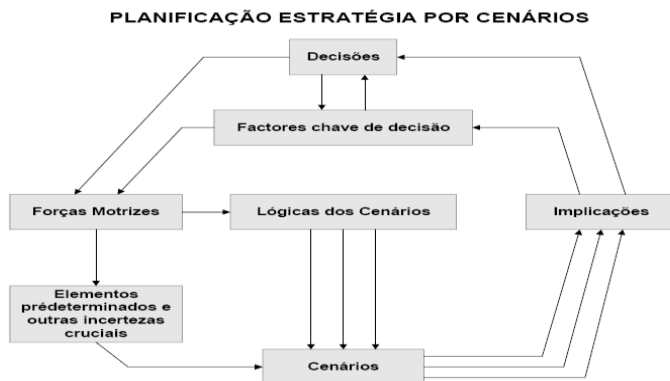 PLANIFICAÇÃO ESTRATÉGIA POR CENÁRIOS
Decisões
Factores chave de decisão
Forças Motrizes
Lógicas dos Cenários
Implicações
Elementos
prédeterminados e
outras incertezas
cruciais
Cenários